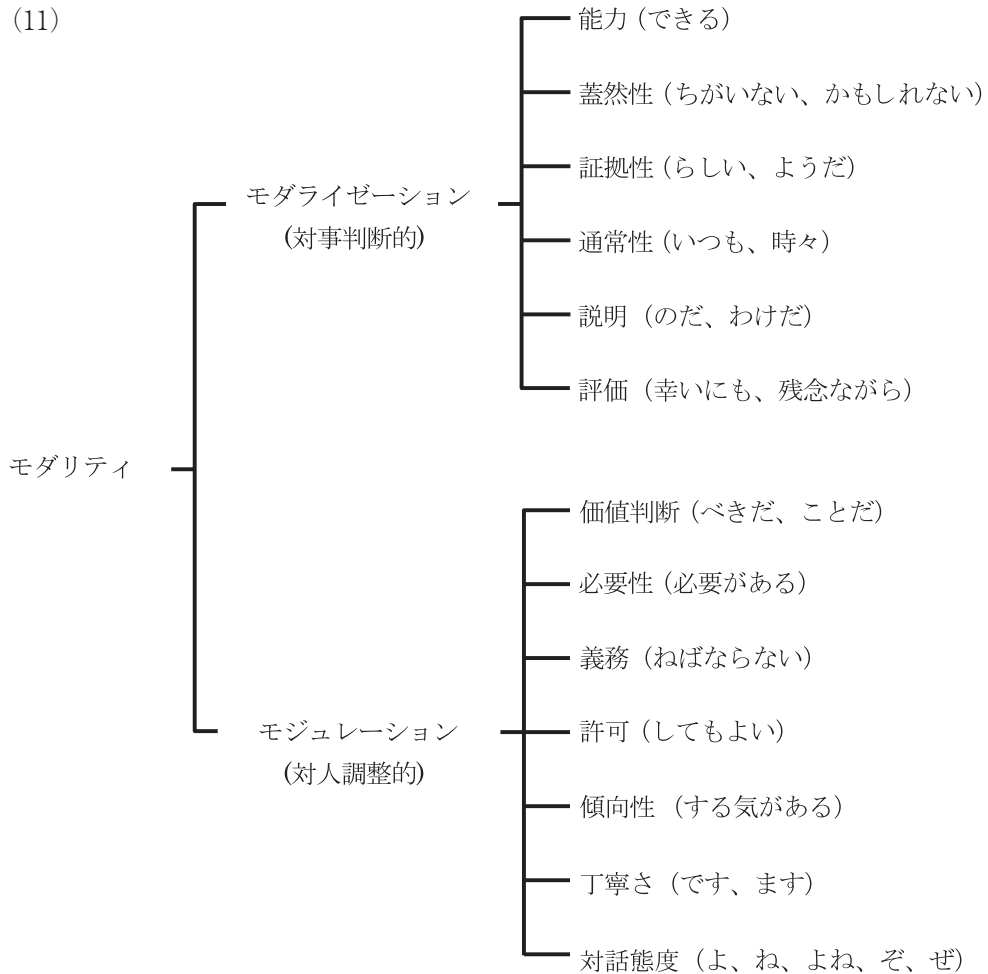 (11)
能力（できる）
蓋然性（ちがいない、かもしれない）
証拠性（らしい、ようだ）
モダライゼーション
(対事判断的)
通常性（いつも、時々）
説明（のだ、わけだ）
評価（幸いにも、残念ながら）
モダリティ
価値判断（べきだ、ことだ）
必要性（必要がある）
義務（ねばならない）
モジュレーション
(対人調整的)
許可（してもよい）
傾向性（する気がある）
丁寧さ（です、ます）
対話態度（よ、ね、よね、ぞ、ぜ）